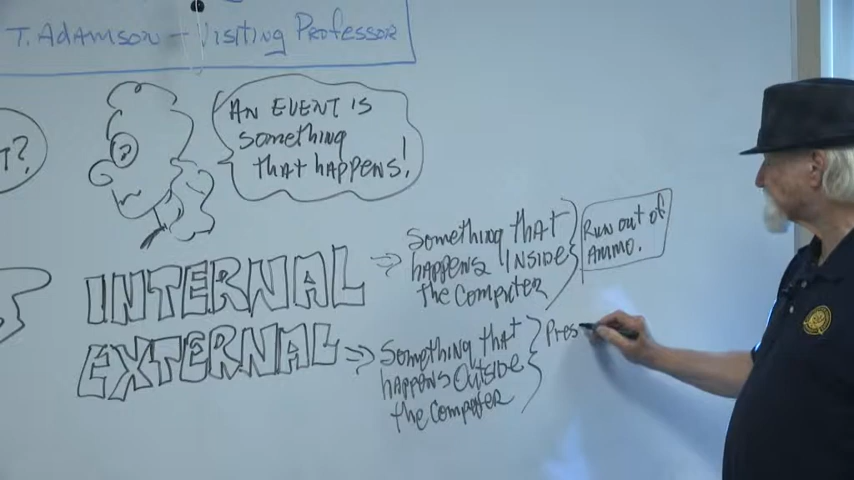 T. Adamson - Visiting Professor
T?
AN EVENT is
something
that happens!
INTERNAL
Something that
happens INSIDE
the Computer
Run out of
Ammo.
EXTERNAL
Something that
happens Outside
the Computer
Pres